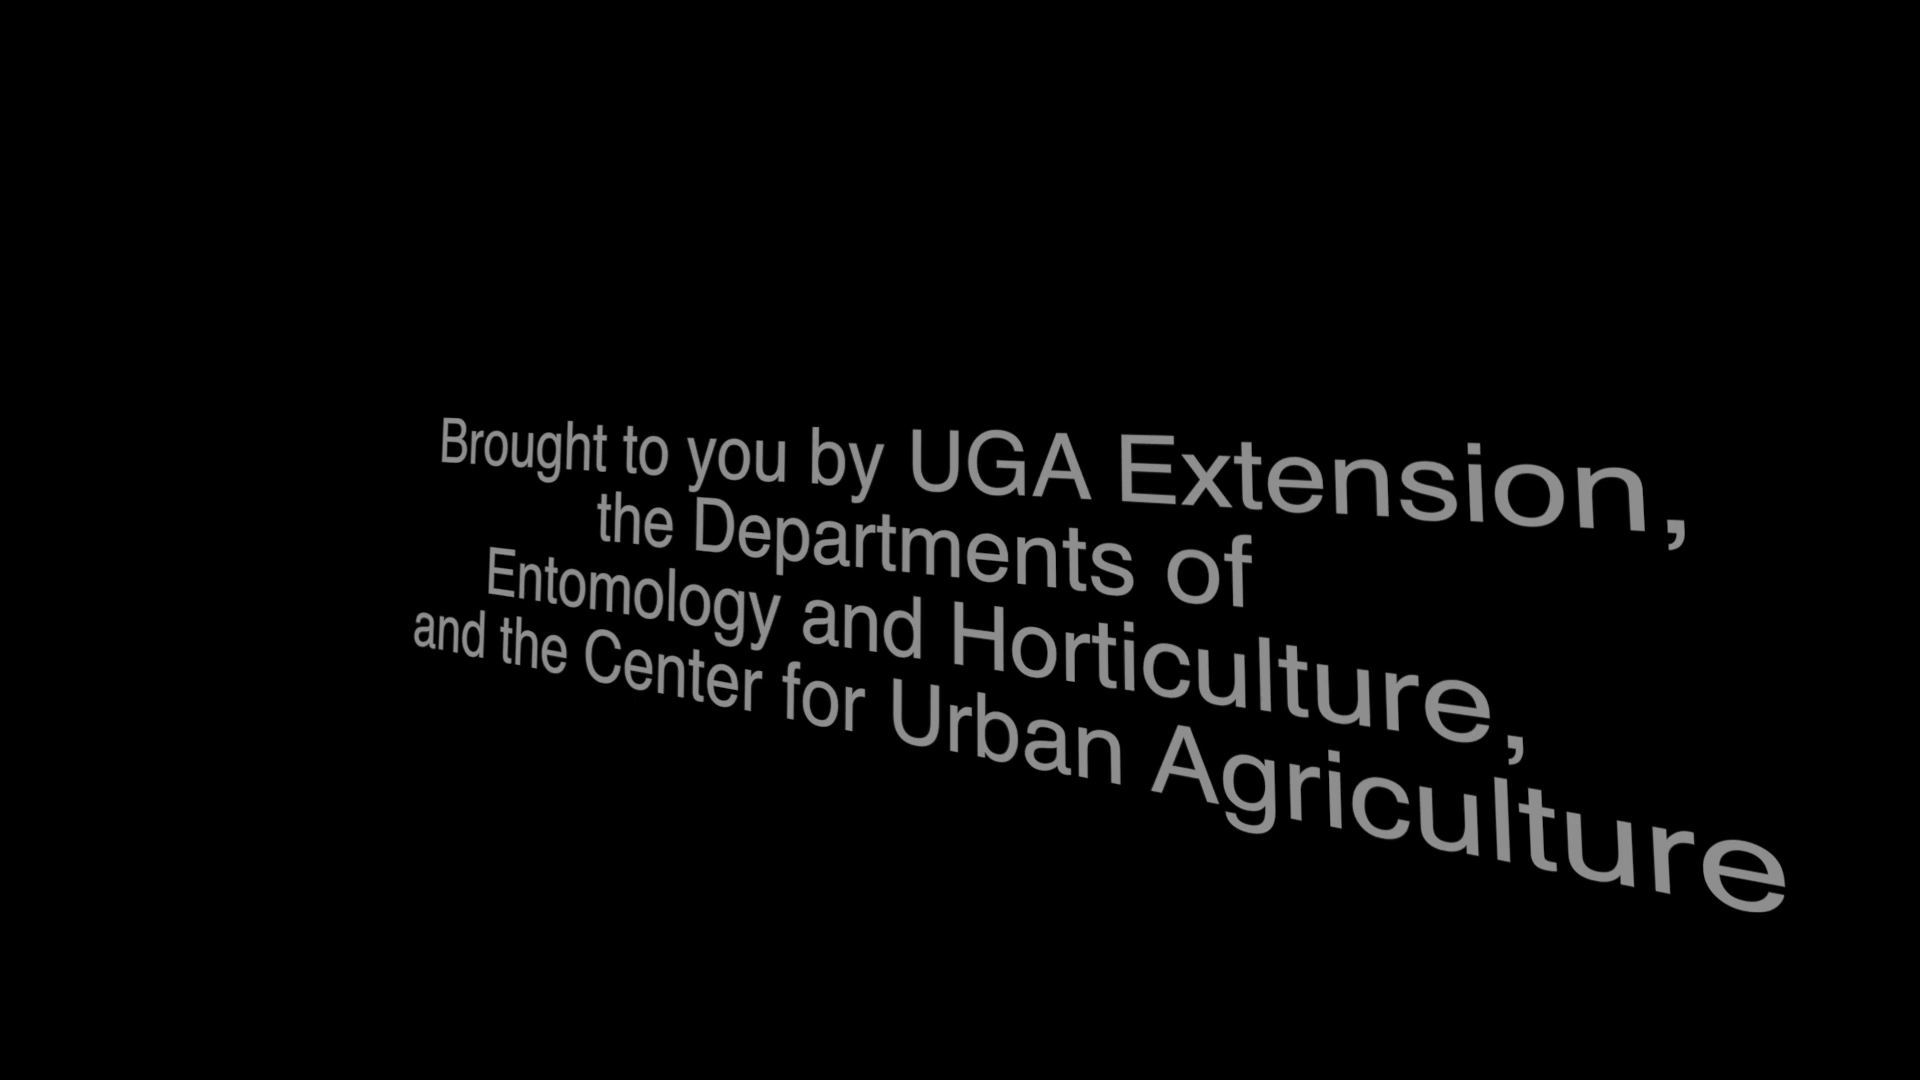 Brought to you by UGA Extension,
the Departments of
Entomology and Horticulture,
and the Center for Urban Agriculture